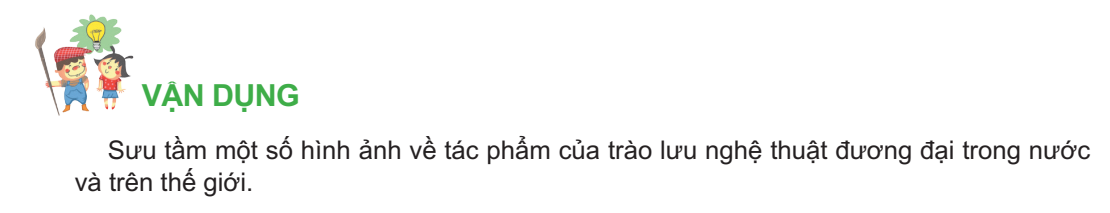 VẬN DỤNG
Sưu tầm một số hình ảnh về tác phẩm của trào lưu nghệ thuật đương đại trong nước
và trên thế giới.